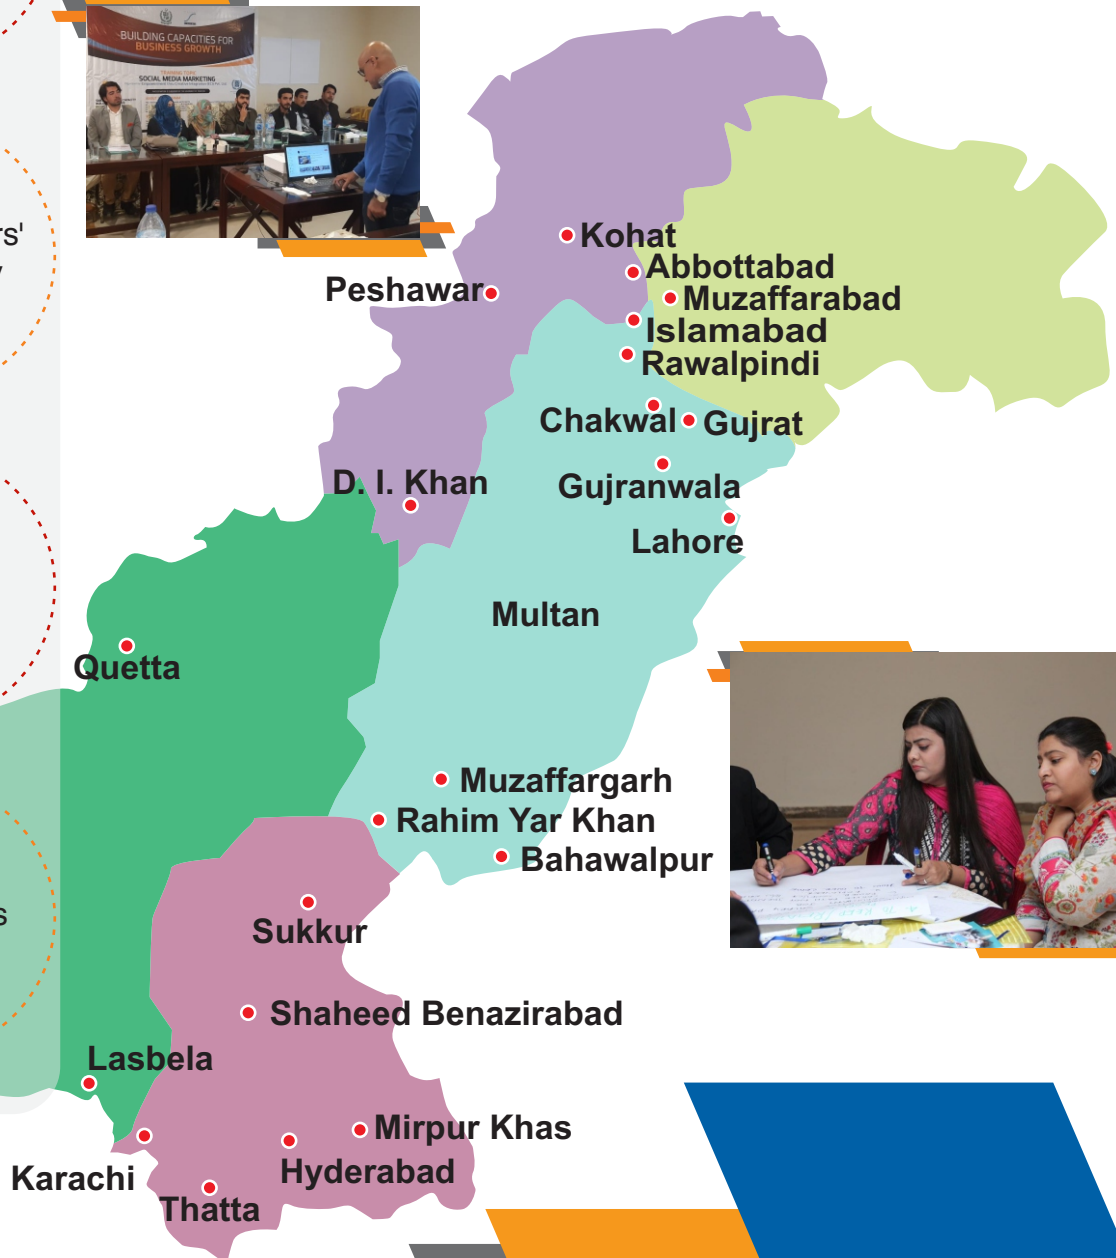 BUILDING CAPACITIES FOR
BUSINESS GROWTH
SOCIAL MEDIA MARKETING
rs'
y
s
Kohat
Abbottabad
Peshawar
Muzaffarabad
Islamabad
Rawalpindi
Chakwal
Gujrat
D. I. Khan
Gujranwala
Lahore
Multan
Quetta
Muzaffargarh
Rahim Yar Khan
Bahawalpur
Sukkur
Shaheed Benazirabad
Lasbela
Mirpur Khas
Hyderabad
Karachi
Thatta